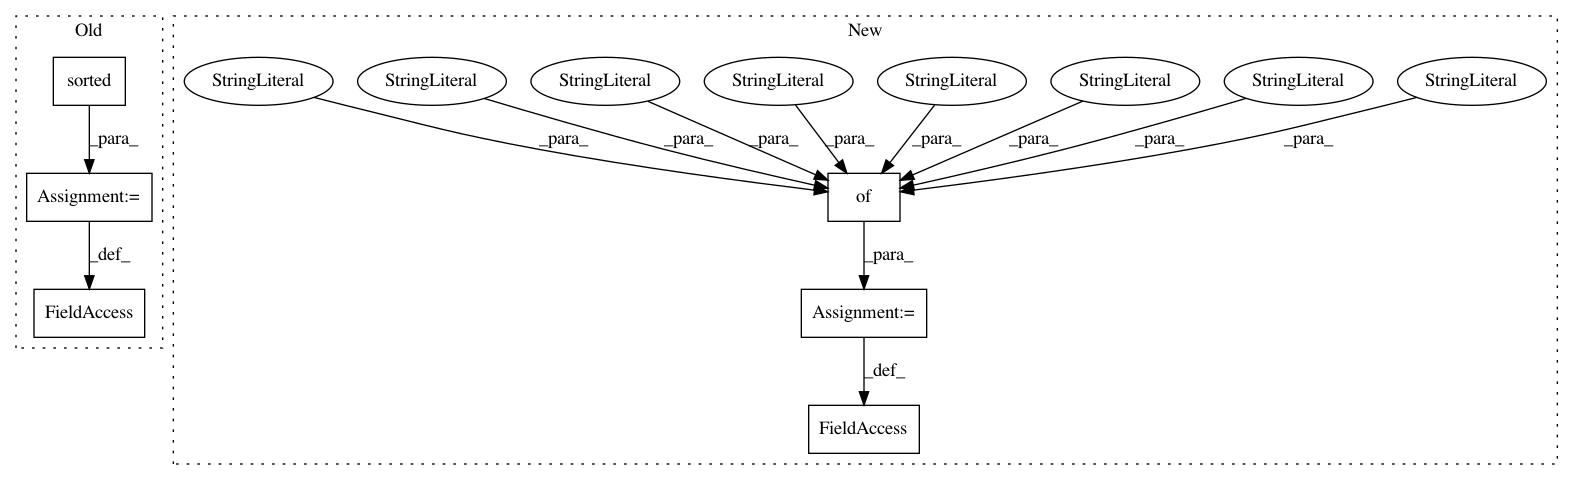 Old
New
sorted
StringLiteral
StringLiteral
StringLiteral
StringLiteral
StringLiteral
StringLiteral
StringLiteral
StringLiteral
_para_
_para_
_para_
_para_
_para_
_para_
_para_
_para_
_para_
Assignment:=
of
_def_
_para_
FieldAccess
Assignment:=
_def_
FieldAccess